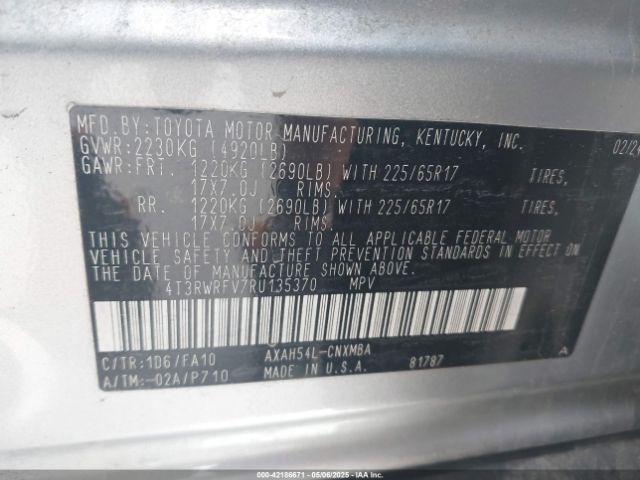 MFD.BY:TOYOTA MOTOR MANUFACTURING, KENTUCKY, INC.
02/24
GVWR:2230KG (4920LB)
GAWR:FRT. 1220KG (2690LB) WITH 225/65R17 TIRES,
17X7.0J RIMS.
RR. 1220KG (2690LB) WITH 225/65R17 TIRES,
17X7.0J RIMS.
THIS VEHICLE CONFORMS TO ALL APPLICABLE FEDERAL MOTOR
VEHICLE SAFETY AND THEFT PREVENTION STANDARDS IN EFFECT ON
THE DATE OF MANUFACTURE SHOWN ABOVE.
4T3RWRFV7RU135370 MPV
C/TR:1D6/FA10 AXAH54L-CNXMBA A
A/TM:-02A/P710 MADE IN U.S.A. 81787
000-42186671 - 05/06/2025 - IAA Corp.